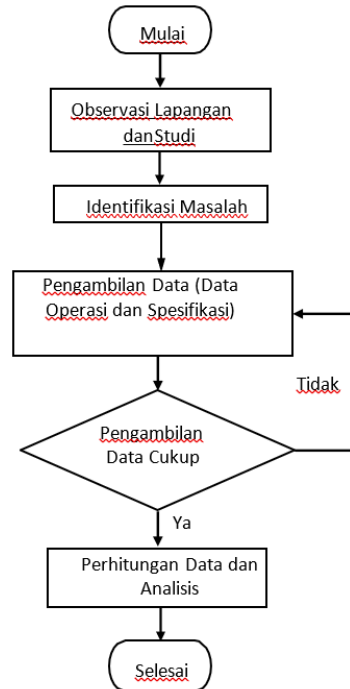 Mulai
Observasi Lapangan
danStudi
Identifikasi Masalah
Pengambilan Data (Data
Operasi dan Spesifikasi)
Tidak
Pengambilan
Data Cukup
Ya
Perhitungan Data dan
Analisis
Selesai